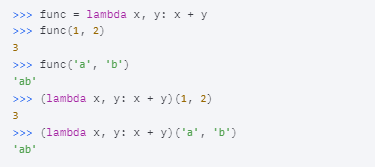 >>> func = lambda x, y: x + y
>>> func(1, 2)
3
>>> func('a', 'b')
'ab'
>>> (lambda x, y: x + y)(1, 2)
3
>>> (lambda x, y: x + y)('a', 'b')
'ab'